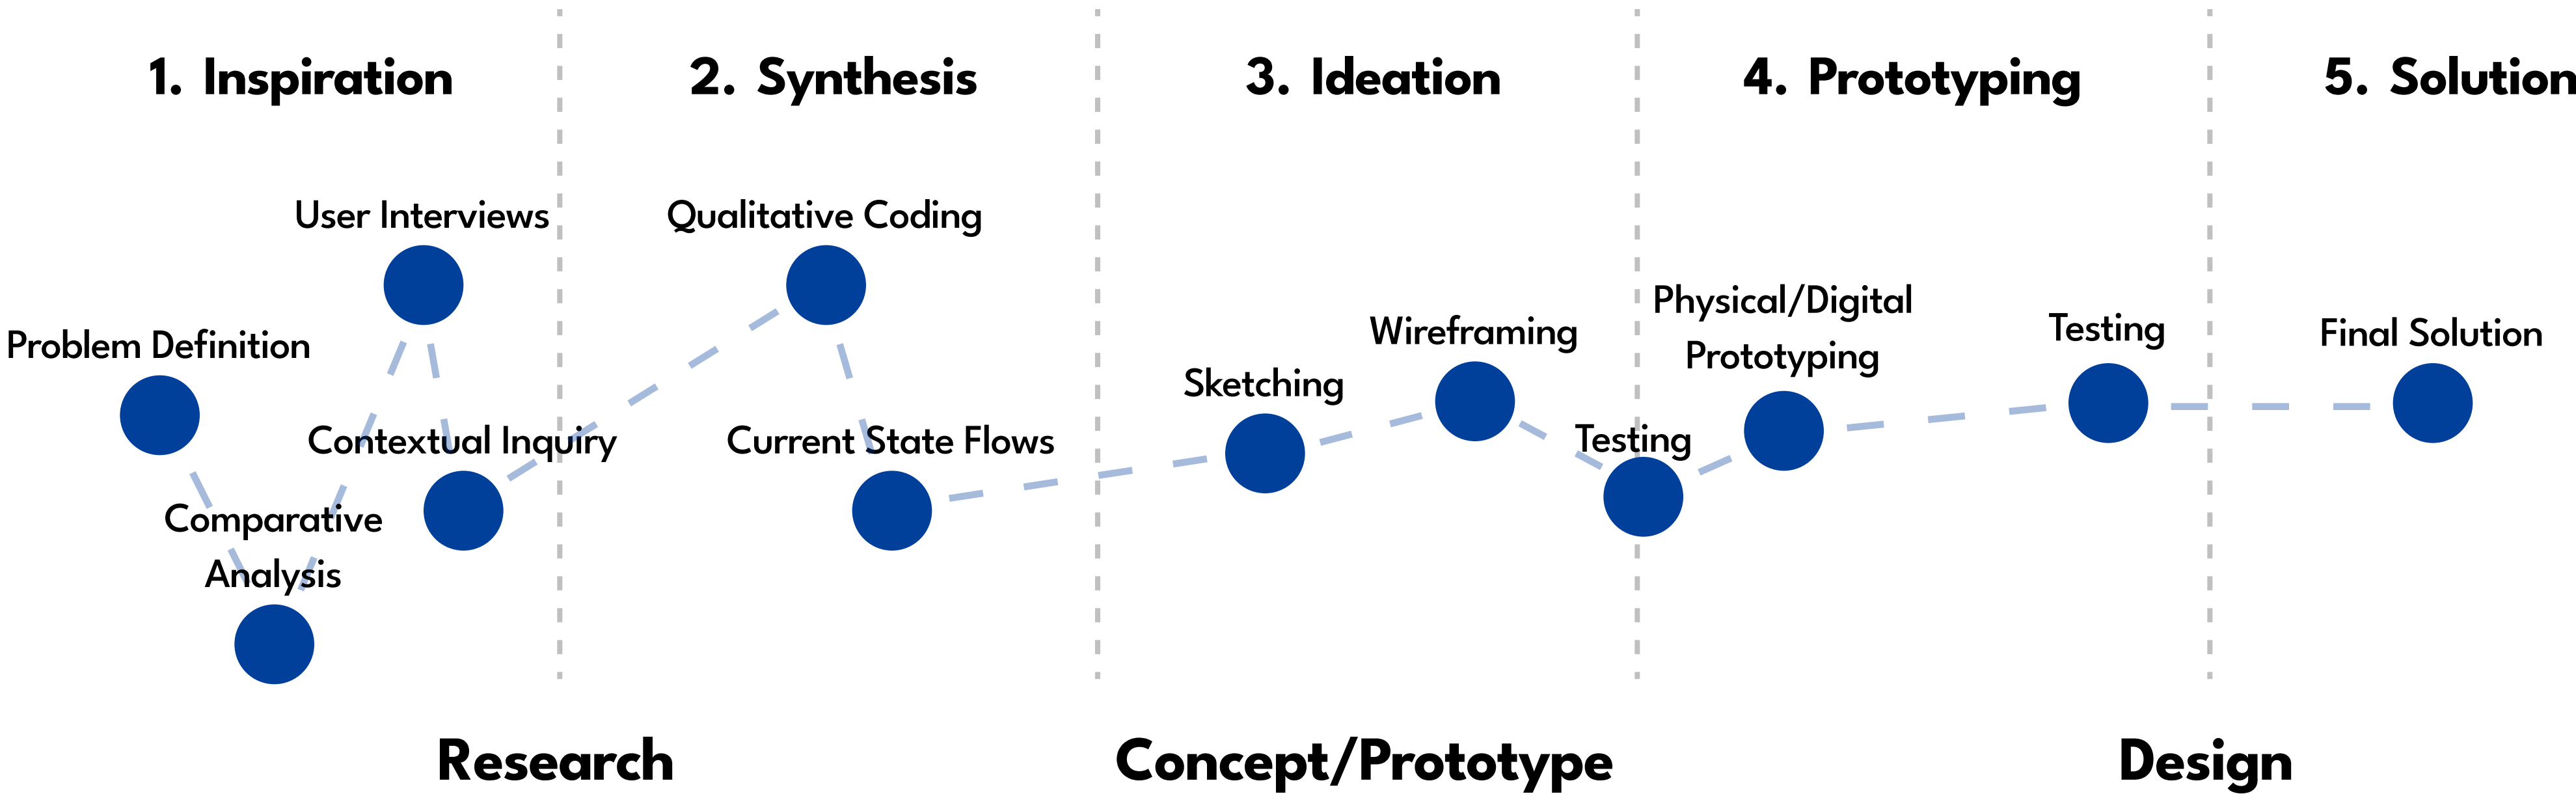 1. Inspiration
2. Synthesis
3. Ideation
4. Prototyping
5. Solution
User Interviews
Qualitative Coding
Problem Definition
Physical/Digital
Prototyping
Wireframing
Testing
Final Solution
Sketching
Contextual Inquiry
Current State Flows
Testing
Comparative
Analysis
Research
Concept/Prototype
Design